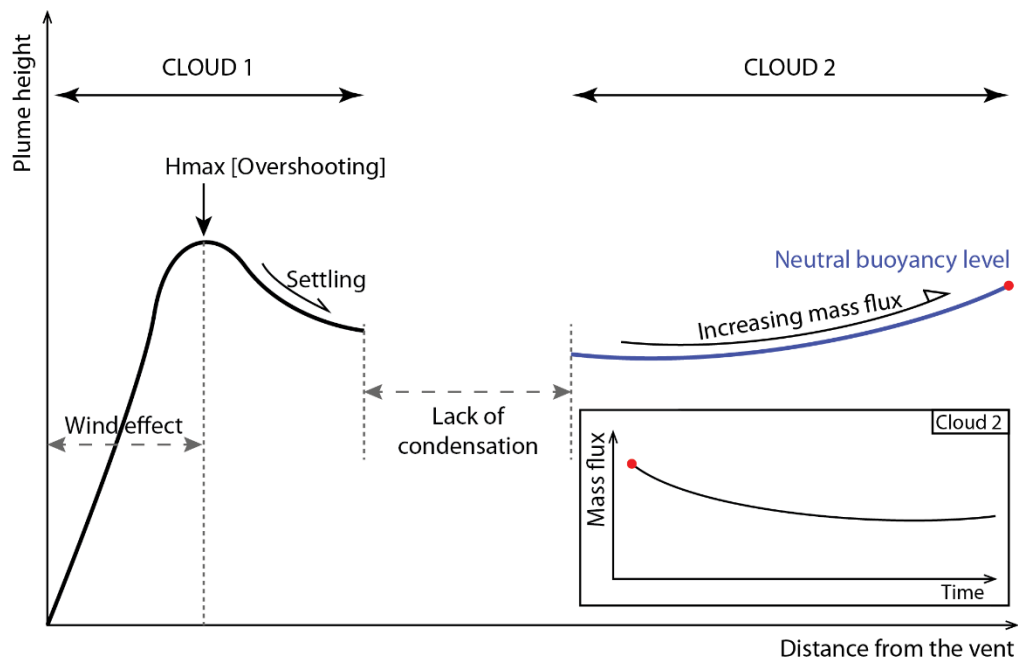 Plume height
CLOUD 1
CLOUD 2
Hmax [Overshooting]
Settling
Neutral buoyancy level
Increasing mass flux
Wind effect
Lack of
condensation
Cloud 2
Mass flux
Time
Distance from the vent